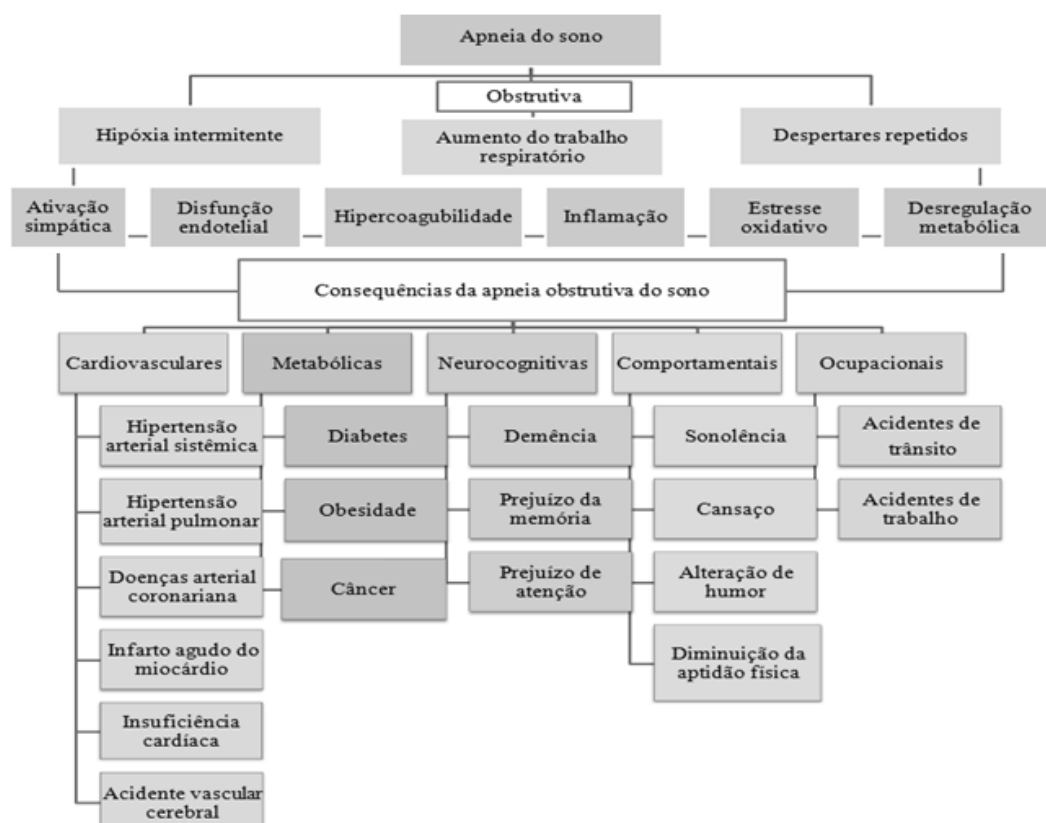 Apneia do sono
Obstrutiva
Hipóxia intermitente
Aumento do trabalho
respiratório
Despertares repetidos
Ativação
simpática
Disfunção
endotelial
Hipercoagubilidade
Inflamação
Estresse
oxidativo
Desregulação
metabólica
Consequências da apneia obstrutiva do sono
Cardiovasculares
Hipertensão
arterial sistêmica
Hipertensão
arterial pulmonar
Doenças arterial
coronariana
Infarto agudo do
miocárdio
Insuficiência
cardíaca
Acidente vascular
cerebral
Metabólicas
Diabetes
Obesidade
Câncer
Neurocognitivas
Demência
Prejuízo da
memória
Prejuízo de
atenção
Comportamentais
Sonolência
Cansaço
Alteração de
humor
Diminuição da
aptidão física
Ocupacionais
Acidentes de
trânsito
Acidentes de
trabalho